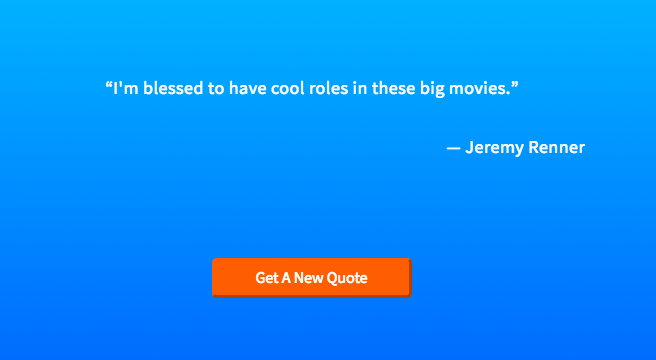 “I'm blessed to have cool roles in these big movies.”
— Jeremy Renner
Get A New Quote